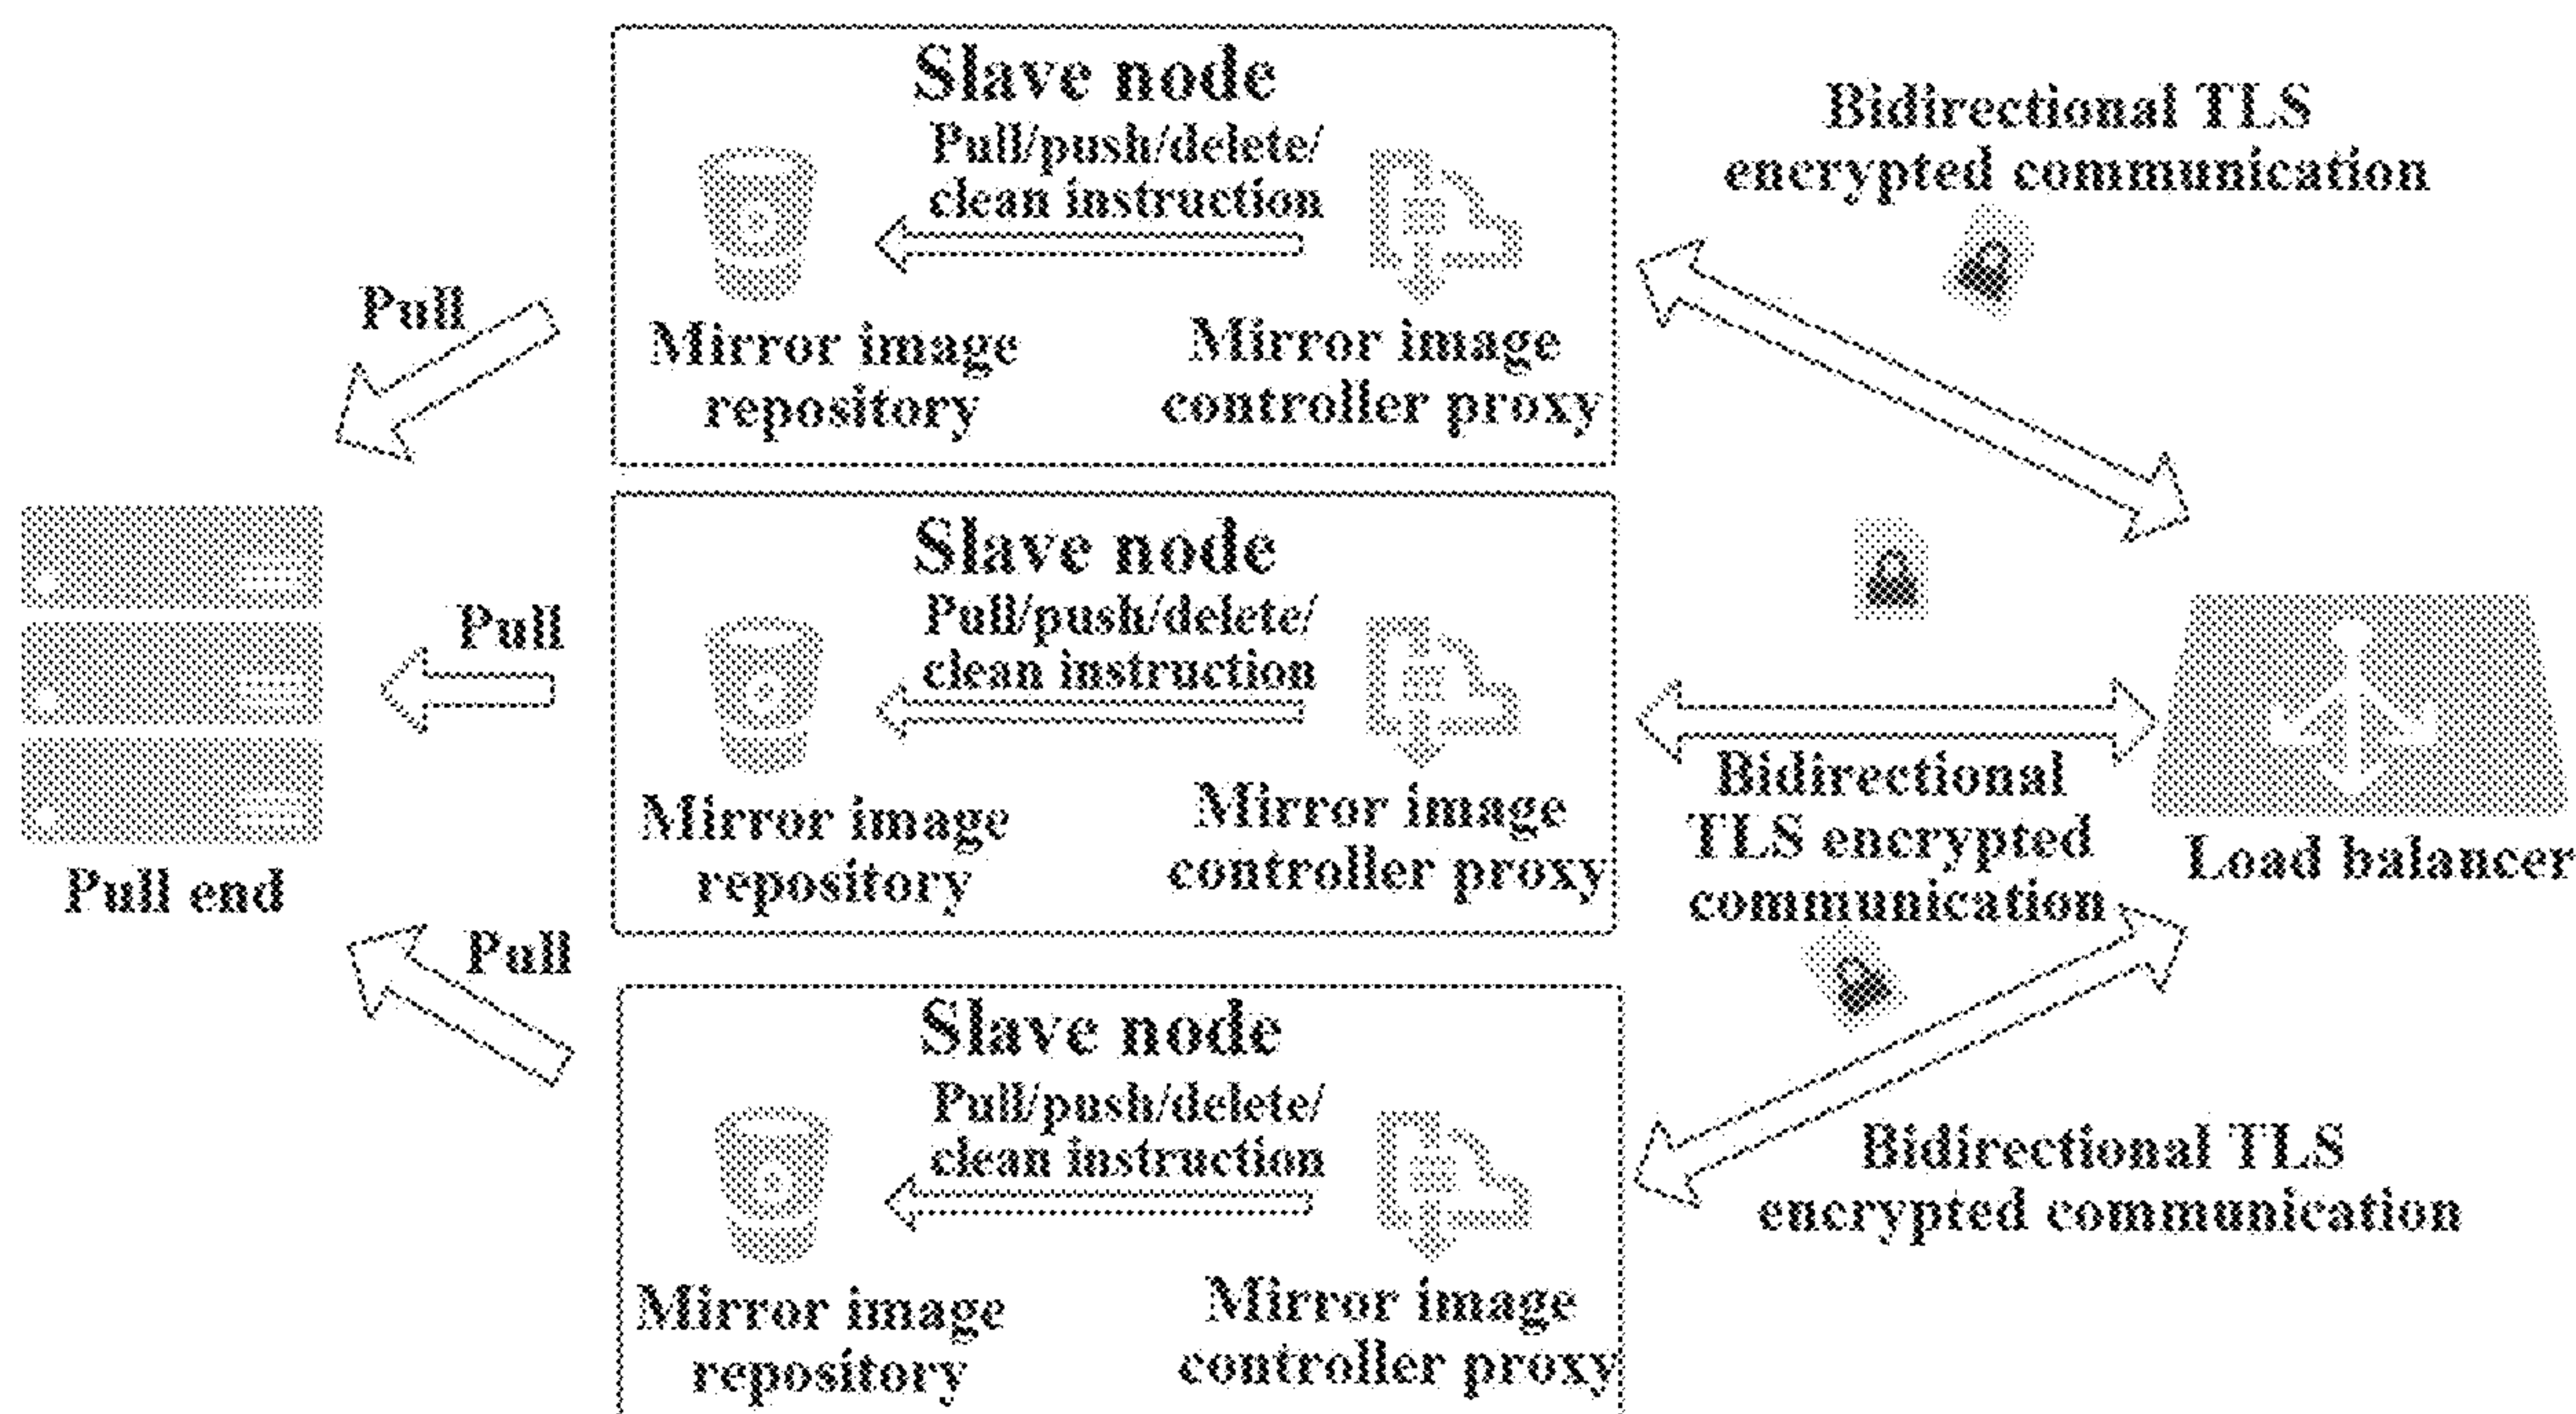 Slave node
Pull/push/delete/
clean instruction
Mirror image
repository
Mirror image
controller proxy
Bidirectional TLS
encrypted communication
Pull
Slave node
Pull/push/delete/
clean instruction
Mirror image
repository
Mirror image
controller proxy
Pull
Pull end
Bidirectional
TLS encrypted
communication
Load balancer
Pull
Slave node
Pull/push/delete/
clean instruction
Mirror image
repository
Mirror image
controller proxy
Bidirectional TLS
encrypted communication